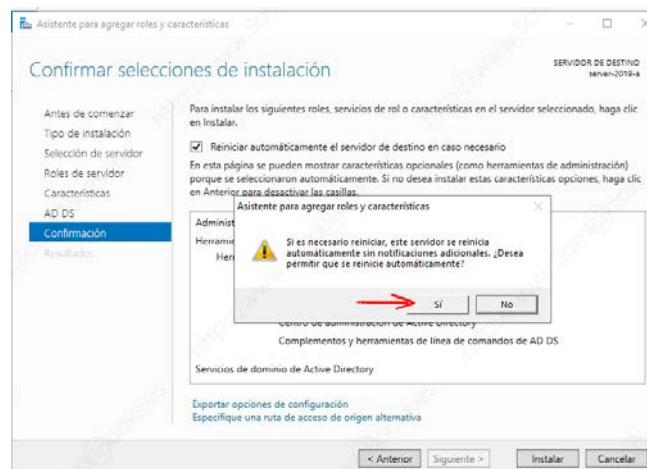 Asistente para agregar roles y características
Confirmar selecciones de instalación
SERVIDOR DE DESTINO
server-2019-a
Antes de comenzar
Tipo de instalación
Selección de servidor
Roles de servidor
Características
AD DS
Confirmación
Resultados
Para instalar los siguientes roles, servicios de rol o características en el servidor seleccionado, haga clic
en Instalar.
Reiniciar automáticamente el servidor de destino en caso necesario
En esta página se pueden mostrar características opcionales (como herramientas de administración)
porque se seleccionaron automáticamente. Si no desea instalar estas características opciones, haga clic
en Anterior para desactivar las casillas.
Administ
Herramie
Her
Asistente para agregar roles y características
Si es necesario reiniciar, este servidor se reinicia
automáticamente sin notificaciones adicionales. ¿Desea
permitir que se reinicie automáticamente?
Sí
No
Centro de administración de Active Directory
Complementos y herramientas de línea de comandos de AD DS
Servicios de dominio de Active Directory
Exportar opciones de configuración
Especifique una ruta de acceso de origen alternativa
< Anterior
Siguiente >
Instalar
Cancelar